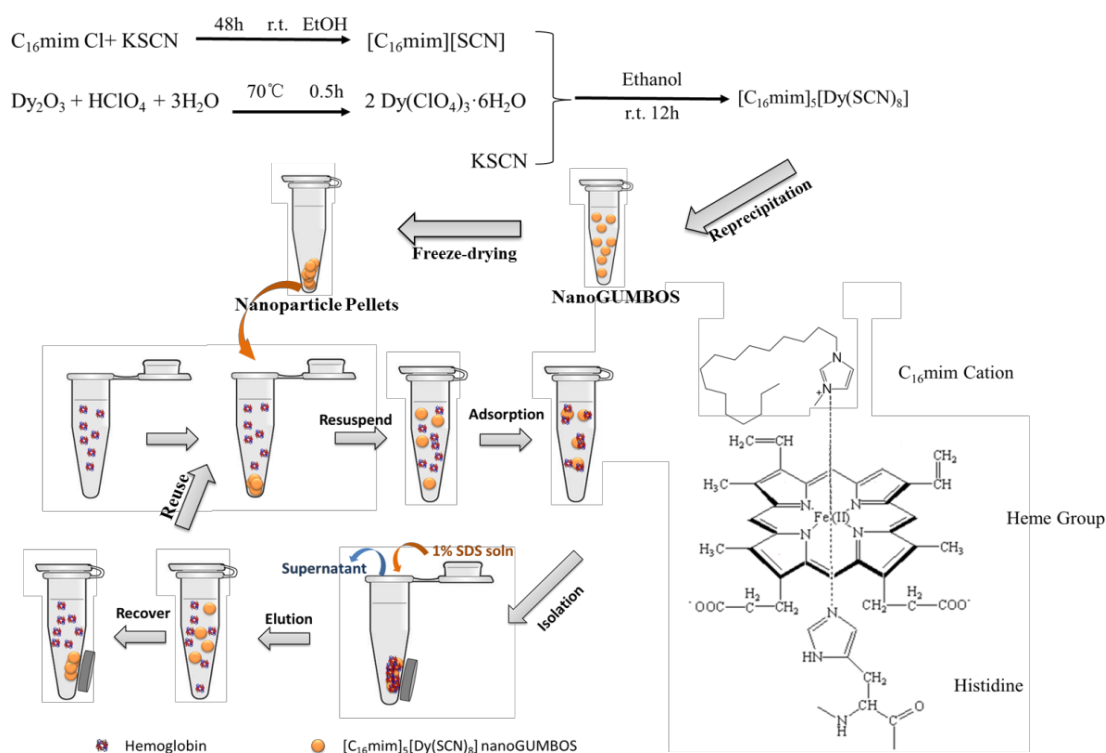 48h r.t. EtOH
C₁₆mim Cl+ KSCN
[C₁₆mim][SCN]
70℃ 0.5h
Dy₂O₃ + HClO₄ + 3H₂O
2 Dy(ClO₄)₃·6H₂O
KSCN
Ethanol
r.t. 12h
[C₁₆mim]₅[Dy(SCN)₈]
Reprecipitation
NanoGUMBOS
Freeze-drying
Nanoparticle Pellets
Resuspend
Adsorption
Isolation
1% SDS soln
Supernatant
Elution
Recover
Reuse
C₁₆mim Cation
N
N
+
H₂C
CH
CH₂
CH
H₃C
CH₃
N
N
Fe(II)
N
N
H₃C
CH₃
⁻OOC
C
H₂
CH₂
CH₂
H₂
C
COO⁻
Heme Group
N
HN
CH₂
Histidine
N
H
CH
C
O
Hemoglobin
[C₁₆mim]₅[Dy(SCN)₈] nanoGUMBOS